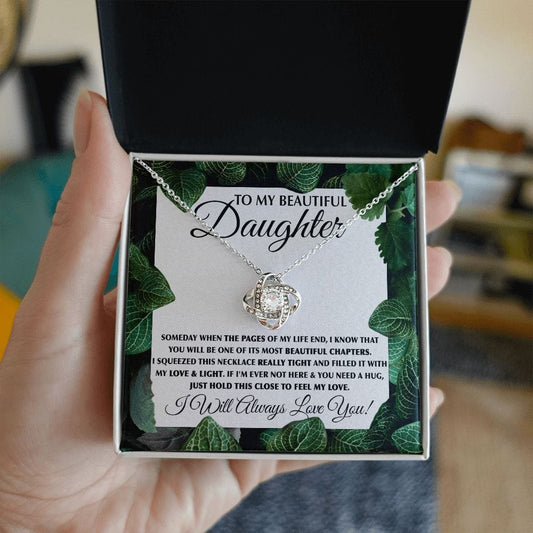 TO MY BEAUTIFUL
Daughter
SOMEDAY WHEN THE PAGES OF MY LIFE END, I KNOW THAT
YOU WILL BE ONE OF ITS MOST BEAUTIFUL CHAPTERS.
I SQUEEZED THIS NECKLACE REALLY TIGHT AND FILLED IT WITH
MY LOVE & LIGHT. IF I'M EVER NOT HERE & YOU NEED A HUG,
JUST HOLD THIS CLOSE TO FEEL MY LOVE.
I Will Always Love You!